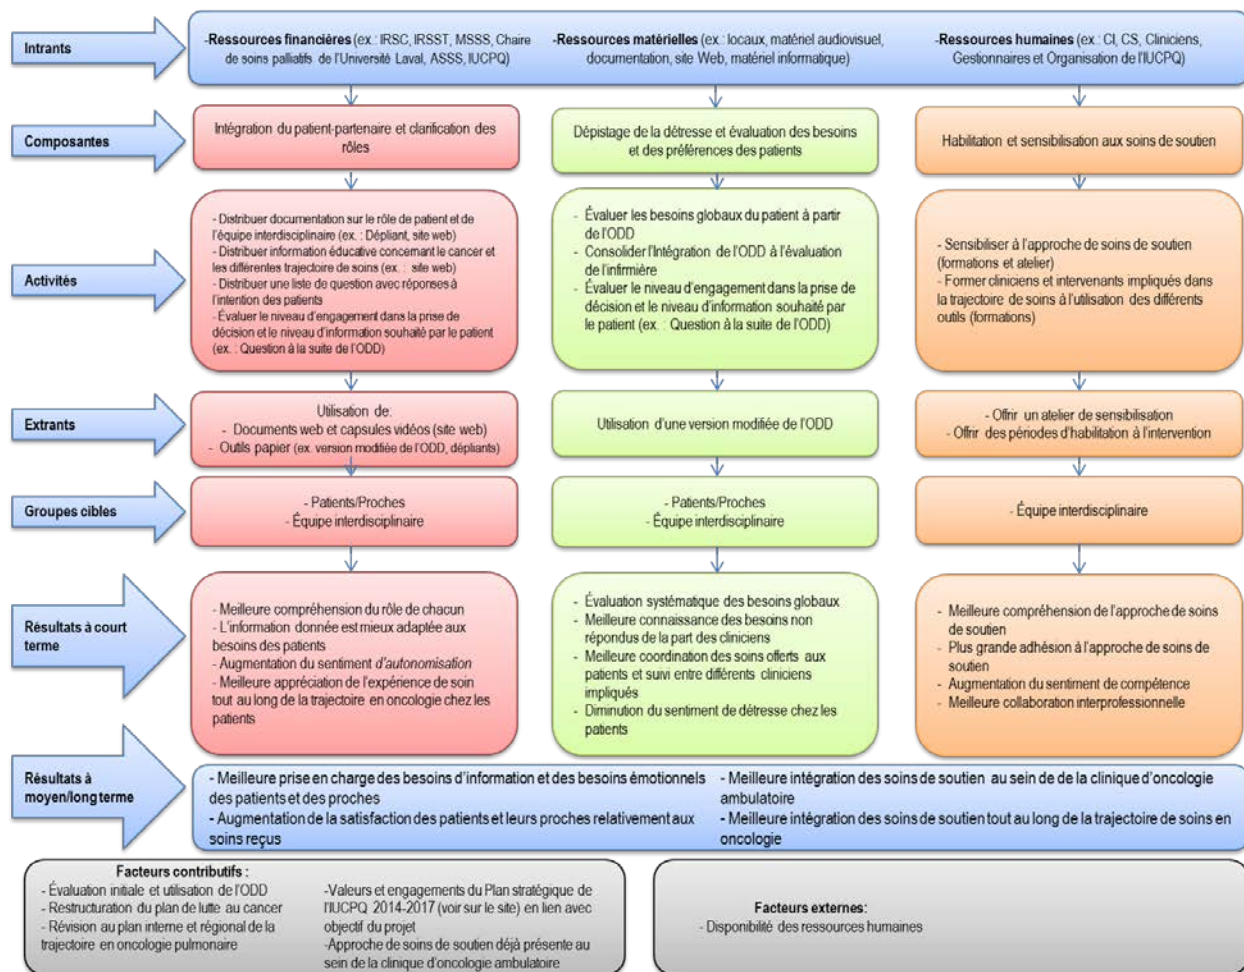 Intrants
-Ressources financières (ex.: IRSC, IRSST, MSSS, Chaire
de soins palliatifs de l'Université Laval, ASSS, IUCPQ)
-Ressources matérielles (ex.: locaux, matériel audiovisuel,
documentation, site Web, matériel informatique)
-Ressources humaines (ex.: CI, CS, Cliniciens,
Gestionnaires et Organisation de l'IUCPQ)
Composantes
Intégration du patient-partenaire et clarification des
rôles
Dépistage de la détresse et évaluation des besoins
et des préférences des patients
Habilitation et sensibilisation aux soins de soutien
Activités
- Distribuer documentation sur le rôle de patient et de
l'équipe interdisciplinaire (ex. : Dépliant, site web)
- Distribuer information éducative concernant le cancer et
les différentes trajectoire de soins (ex. : site web)
- Distribuer une liste de question avec réponses à
l'intention des patients
- Évaluer le niveau d'engagement dans la prise de
décision et le niveau d'information souhaité par le patient
(ex. : Question à la suite de l'ODD)
- Évaluer les besoins globaux du patient à partir
de l'ODD
- Consolider l'Intégration de l'ODD à l'évaluation
de l'infirmière
- Évaluer le niveau d'engagement dans la prise de
décision et le niveau d'information souhaité par
le patient (ex. : Question à la suite de l'ODD)
- Sensibiliser à l'approche de soins de soutien
(formations et atelier)
- Former cliniciens et intervenants impliqués dans
la trajectoire de soins à l'utilisation des différents
outils (formations)
Extrants
Utilisation de:
- Documents web et capsules vidéos (site web)
- Outils papier (ex. version modifiée de l'ODD, dépliants)
Utilisation d'une version modifiée de l'ODD
- Offrir un atelier de sensibilisation
- Offrir des périodes d'habilitation à l'intervention
Groupes cibles
- Patients/Proches
- Équipe interdisciplinaire
- Patients/Proches
- Équipe interdisciplinaire
- Équipe interdisciplinaire
Résultats à court
terme
- Meilleure compréhension du rôle de chacun
- L'information donnée est mieux adaptée aux
besoins des patients
- Augmentation du sentiment d'autonomisation
- Meilleure appréciation de l'expérience de soin
tout au long de la trajectoire en oncologie chez les
patients
- Évaluation systématique des besoins globaux
- Meilleure connaissance des besoins non
répondus de la part des cliniciens
- Meilleure coordination des soins offerts aux
patients et suivi entre différents cliniciens
impliqués
- Diminution du sentiment de détresse chez les
patients
- Meilleure compréhension de l'approche de soins
de soutien
- Plus grande adhésion à l'approche de soins de
soutien
- Augmentation du sentiment de compétence
- Meilleure collaboration interprofessionnelle
Résultats à
moyen/long terme
- Meilleure prise en charge des besoins d'information et des besoins émotionnels
des patients et des proches
- Augmentation de la satisfaction des patients et leurs proches relativement aux
soins reçus
- Meilleure intégration des soins de soutien au sein de de la clinique d'oncologie
ambulatoire
- Meilleure intégration des soins de soutien tout au long de la trajectoire de soins en
oncologie
Facteurs contributifs :
- Évaluation initiale et utilisation de l'ODD
- Restructuration du plan de lutte au cancer
- Révision au plan interne et régional de la
trajectoire en oncologie pulmonaire
-Valeurs et engagements du Plan stratégique de
l'IUCPQ 2014-2017 (voir sur le site) en lien avec
objectif du projet
-Approche de soins de soutien déjà présente au
sein de la clinique d'oncologie ambulatoire
Facteurs externes:
- Disponibilité des ressources humaines